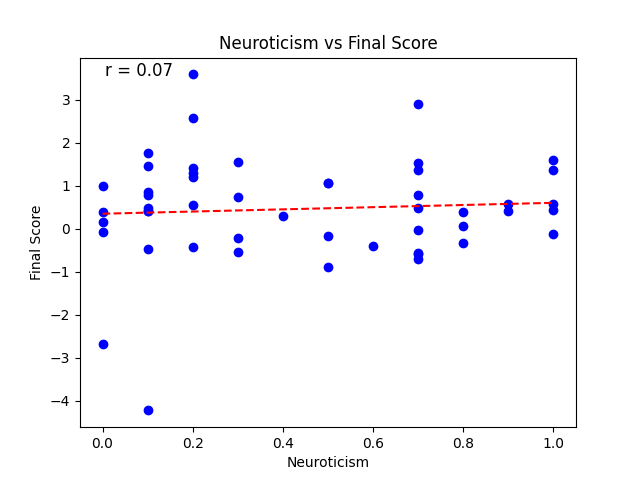 Neuroticism vs Final Score
r = 0.07
3
2
1
0
−1
−2
−3
−4
Final Score
0.0 0.2 0.4 0.6 0.8 1.0
Neuroticism